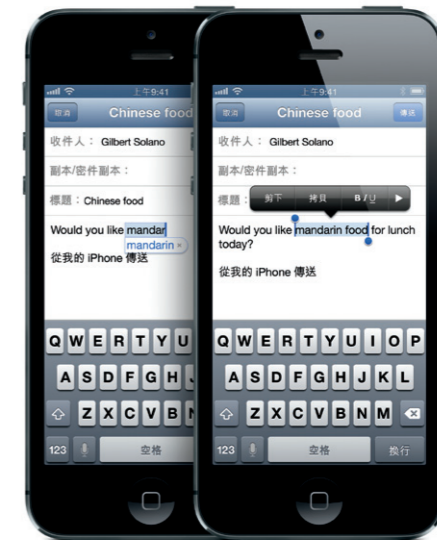 上午9:41
取消
Chinese food
收件人： Gilbert Solano
副本/密件副本：
標題：Chinese food
Would you like mandar
mandarin ×
從我的 iPhone 傳送
Q W E R T Y U
A S D F G H J
Z X C V B N
123
空格
上午9:41
取消
Chinese food
傳送
收件人： Gilbert Solano
副本/密件副本：
標題：
剪下
拷貝
B I U
▶
Would you like mandarin food for lunch
today?
從我的 iPhone 傳送
Q W E R T Y U I O P
A S D F G H J K L
Z X C V B N M
123
空格
換行